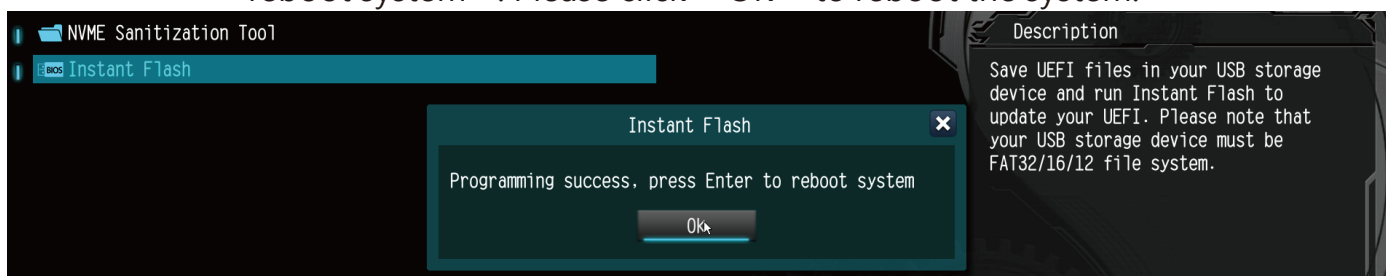 NVME Sanitization Tool
BIOS Instant Flash
Instant Flash
Programming success, press Enter to reboot system
Ok
Description
Save UEFI files in your USB storage
device and run Instant Flash to
update your UEFI. Please note that
your USB storage device must be
FAT32/16/12 file system.